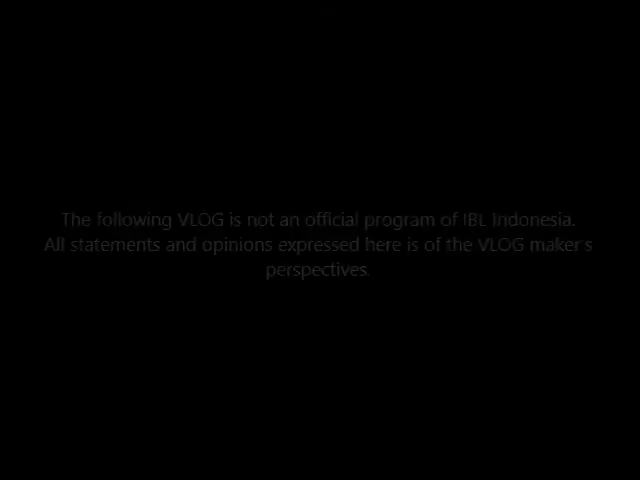 The following VLOG is not an official program of IBL Indonesia.
All statements and opinions expressed here is of the VLOG maker's
perspectives.